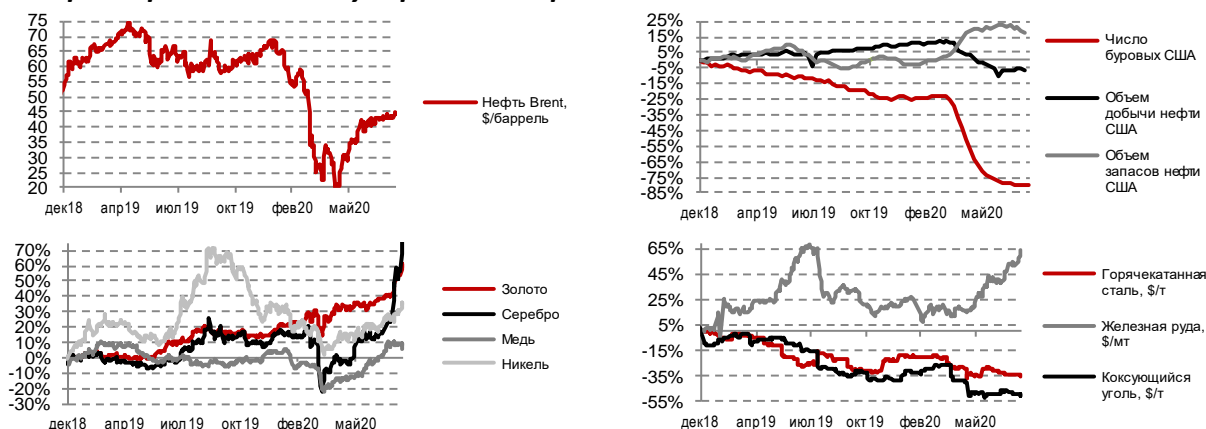 75
70
65
60
55
50
45
40
35
30
25
20
дек18 апр19 июл19 окт19 фев20 май20
Нефть Brent,
$/баррель
25%
15%
5%
-5%
-15%
-25%
-35%
-45%
-55%
-65%
-75%
-85%
дек18 апр19 июл19 окт19 фев20 май20
Число
буровых США
Объем
добычи нефти
США
Объем
запасов нефти
США
70%
60%
50%
40%
30%
20%
10%
0%
-10%
-20%
-30%
дек18 апр19 июл19 окт19 фев20 май20
Золото
Серебро
Медь
Никель
65%
45%
25%
5%
-15%
-35%
-55%
дек18 апр19 июл19 окт19 фев20 май20
Горячекатанная
сталь, $/т
Железная руда,
$/мт
Коксующийся
уголь, $/т